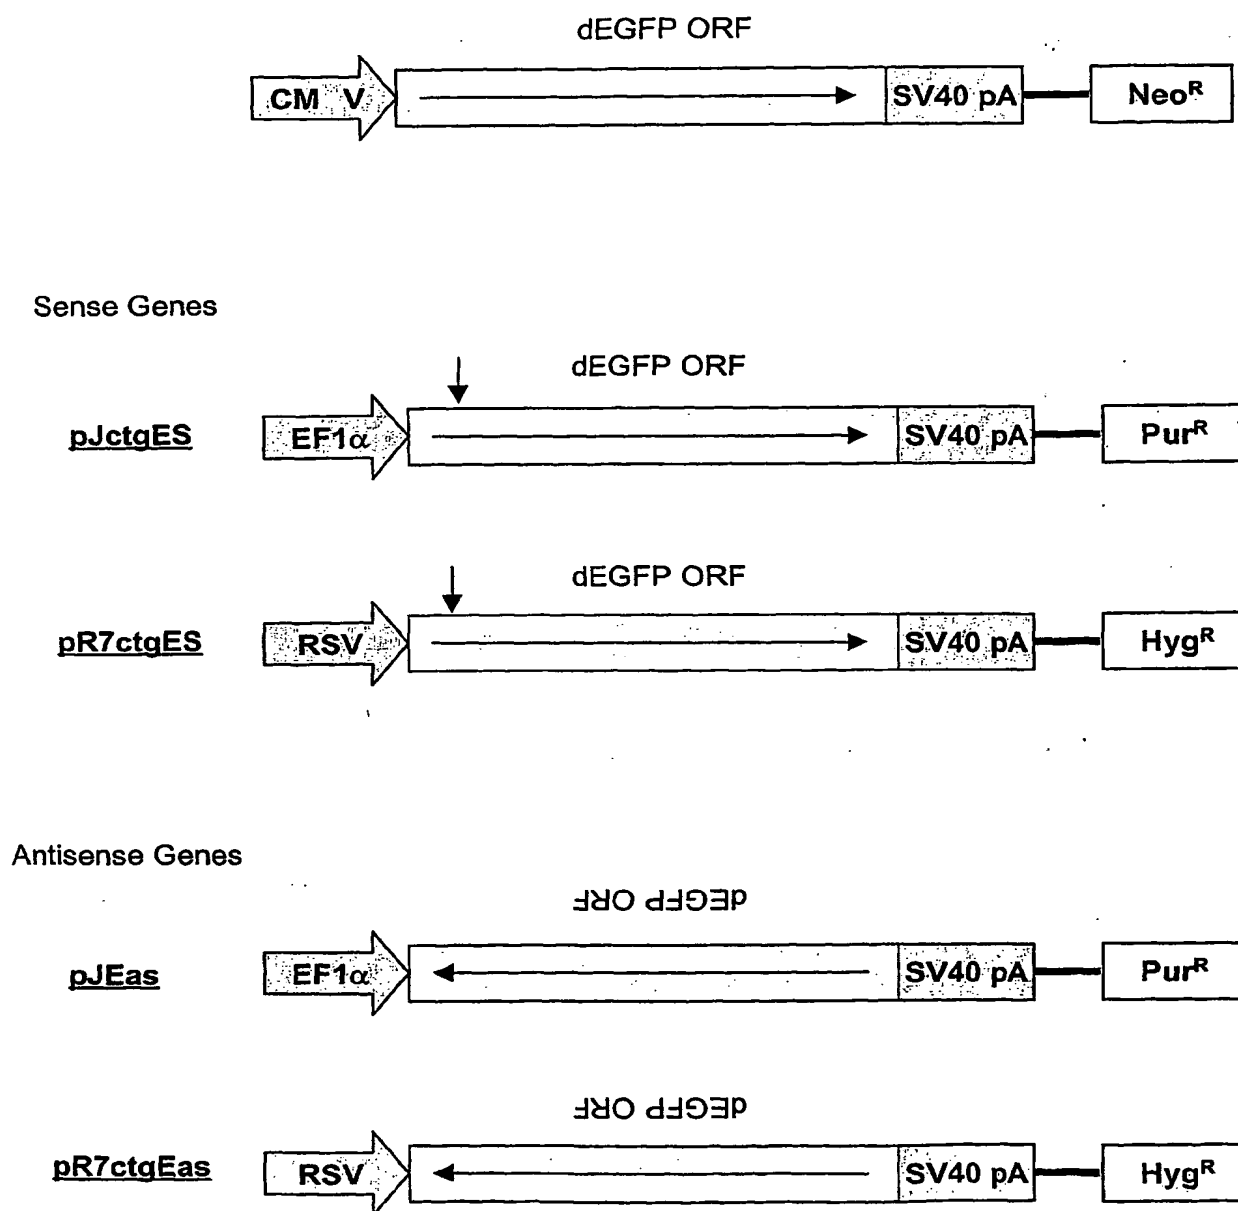 dEGFP ORF
CM V SV40 pA Neo^R
Sense Genes
dEGFP ORF
pJctgES EF1α SV40 pA Pur^R
dEGFP ORF
pR7ctgES RSV SV40 pA Hyg^R
Antisense Genes
dEGFP ORF
pJEas EF1α SV40 pA Pur^R
dEGFP ORF
pR7ctgEas RSV SV40 pA Hyg^R